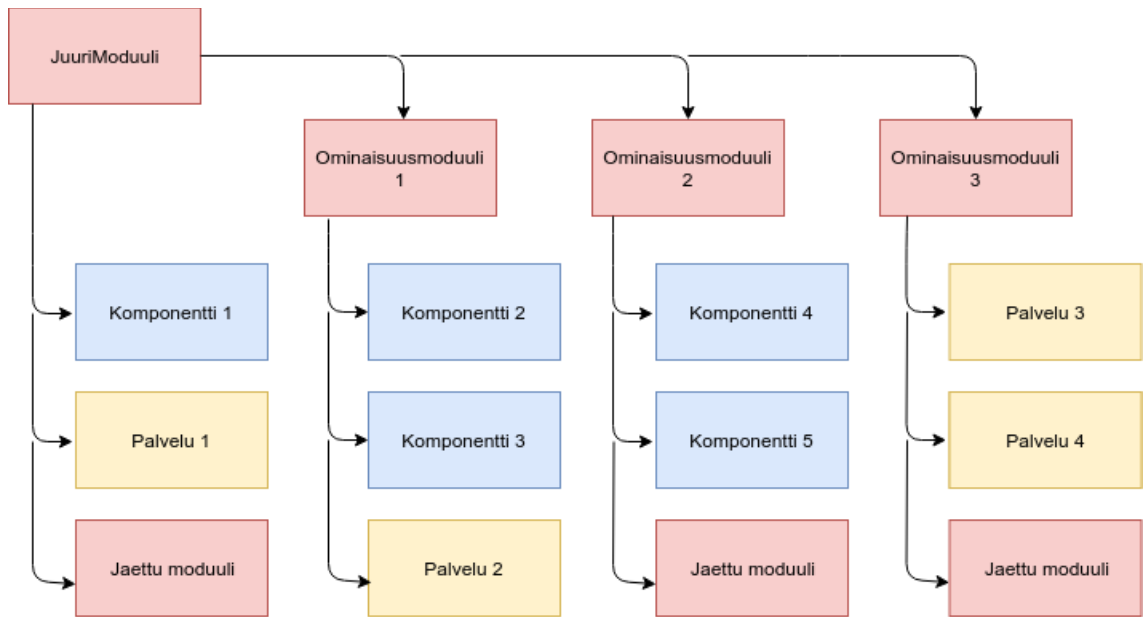 JuuriModuuli
Ominaisuusmoduuli
1
Ominaisuusmoduuli
2
Ominaisuusmoduuli
3
Komponentti 1
Komponentti 2
Komponentti 4
Palvelu 3
Palvelu 1
Komponentti 3
Komponentti 5
Palvelu 4
Jaettu moduuli
Palvelu 2
Jaettu moduuli
Jaettu moduuli